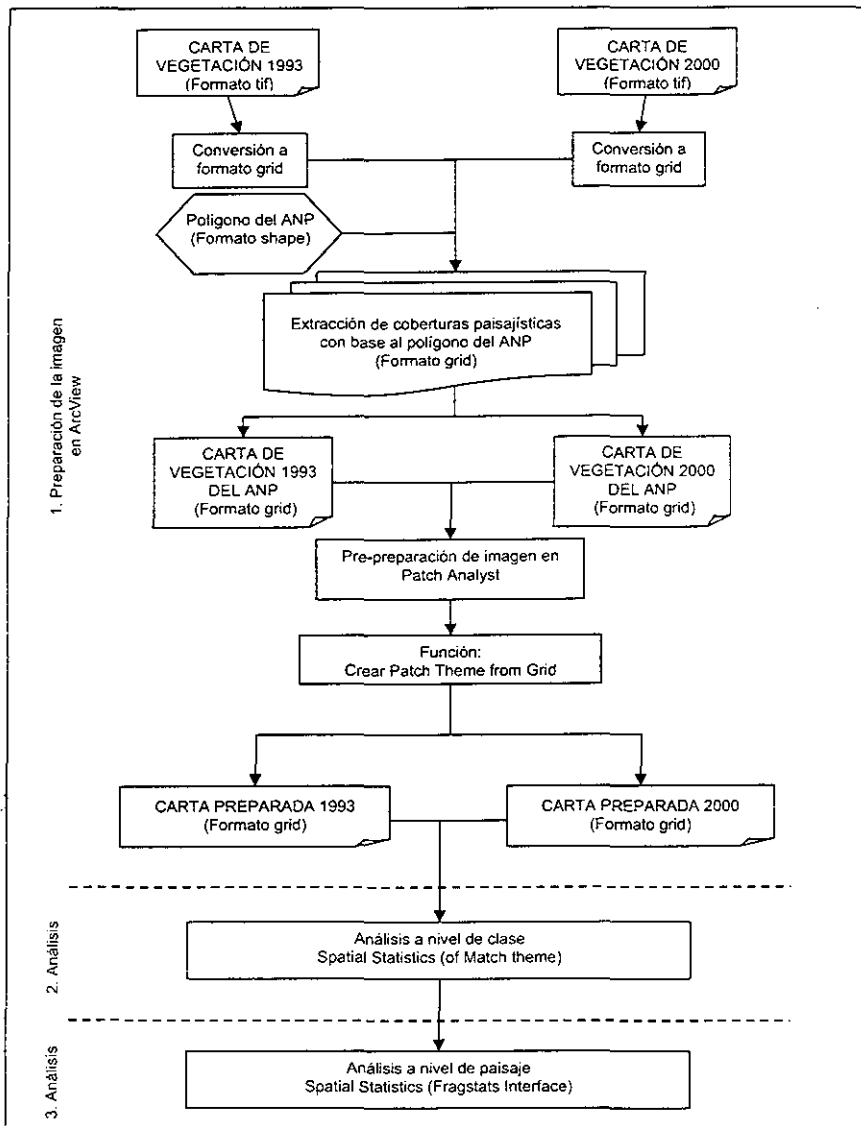 CARTA DE
VEGETACIÓN 1993
(Formato tif)
CARTA DE
VEGETACIÓN 2000
(Formato tif)
Conversión a
formato grid
Conversión a
formato grid
Polígono del ANP
(Formato shape)
Extracción de coberturas paisajísticas
con base al polígono del ANP
(Formato grid)
1. Preparación de la imagen
en ArcView
CARTA DE
VEGETACIÓN 1993
DEL ANP
(Formato grid)
CARTA DE
VEGETACIÓN 2000
DEL ANP
(Formato grid)
Pre-preparación de imagen en
Patch Analyst
Función:
Crear Patch Theme from Grid
CARTA PREPARADA 1993
(Formato grid)
CARTA PREPARADA 2000
(Formato grid)
2. Análisis
Análisis a nivel de clase
Spatial Statistics (of Match theme)
3. Análisis
Análisis a nivel de paisaje
Spatial Statistics (Fragstats Interface)